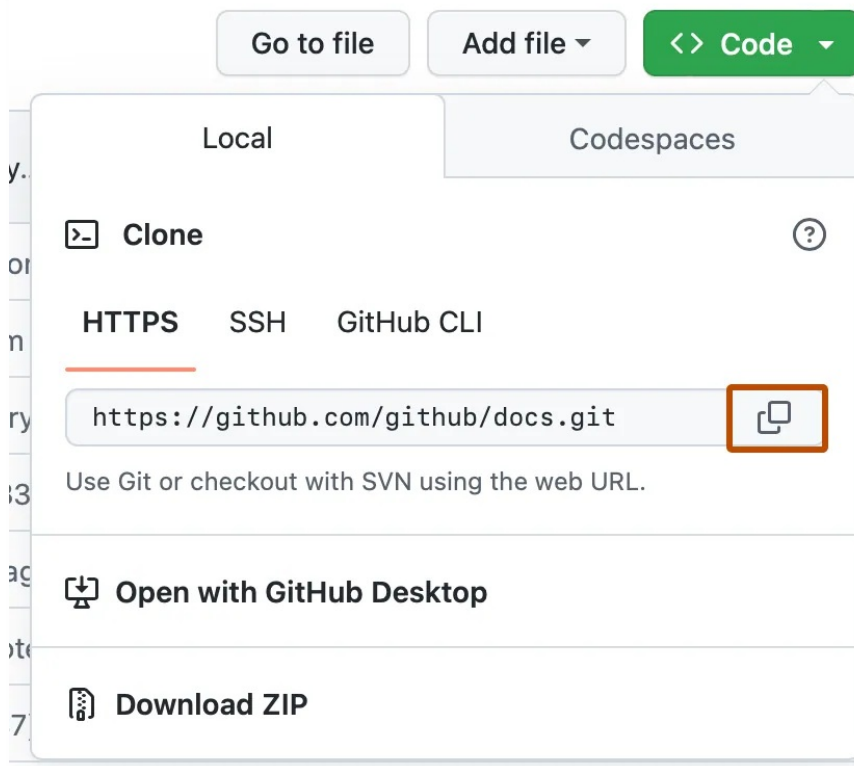 Go to file Add file Code
Local Codespaces
Clone
HTTPS SSH GitHub CLI
https://github.com/github/docs.git
Use Git or checkout with SVN using the web URL.
Open with GitHub Desktop
Download ZIP